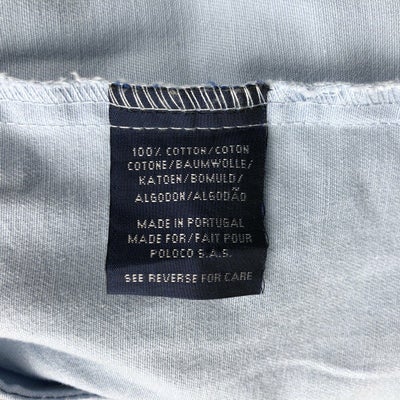 100% COTTON/COTON
COTONE/BAUMWOLLE/
KATOEN/BOMULD/
ALGODON/ALGODÃO
MADE IN PORTUGAL
MADE FOR/FAIT POUR
POLOCO S.A.S.
SEE REVERSE FOR CARE